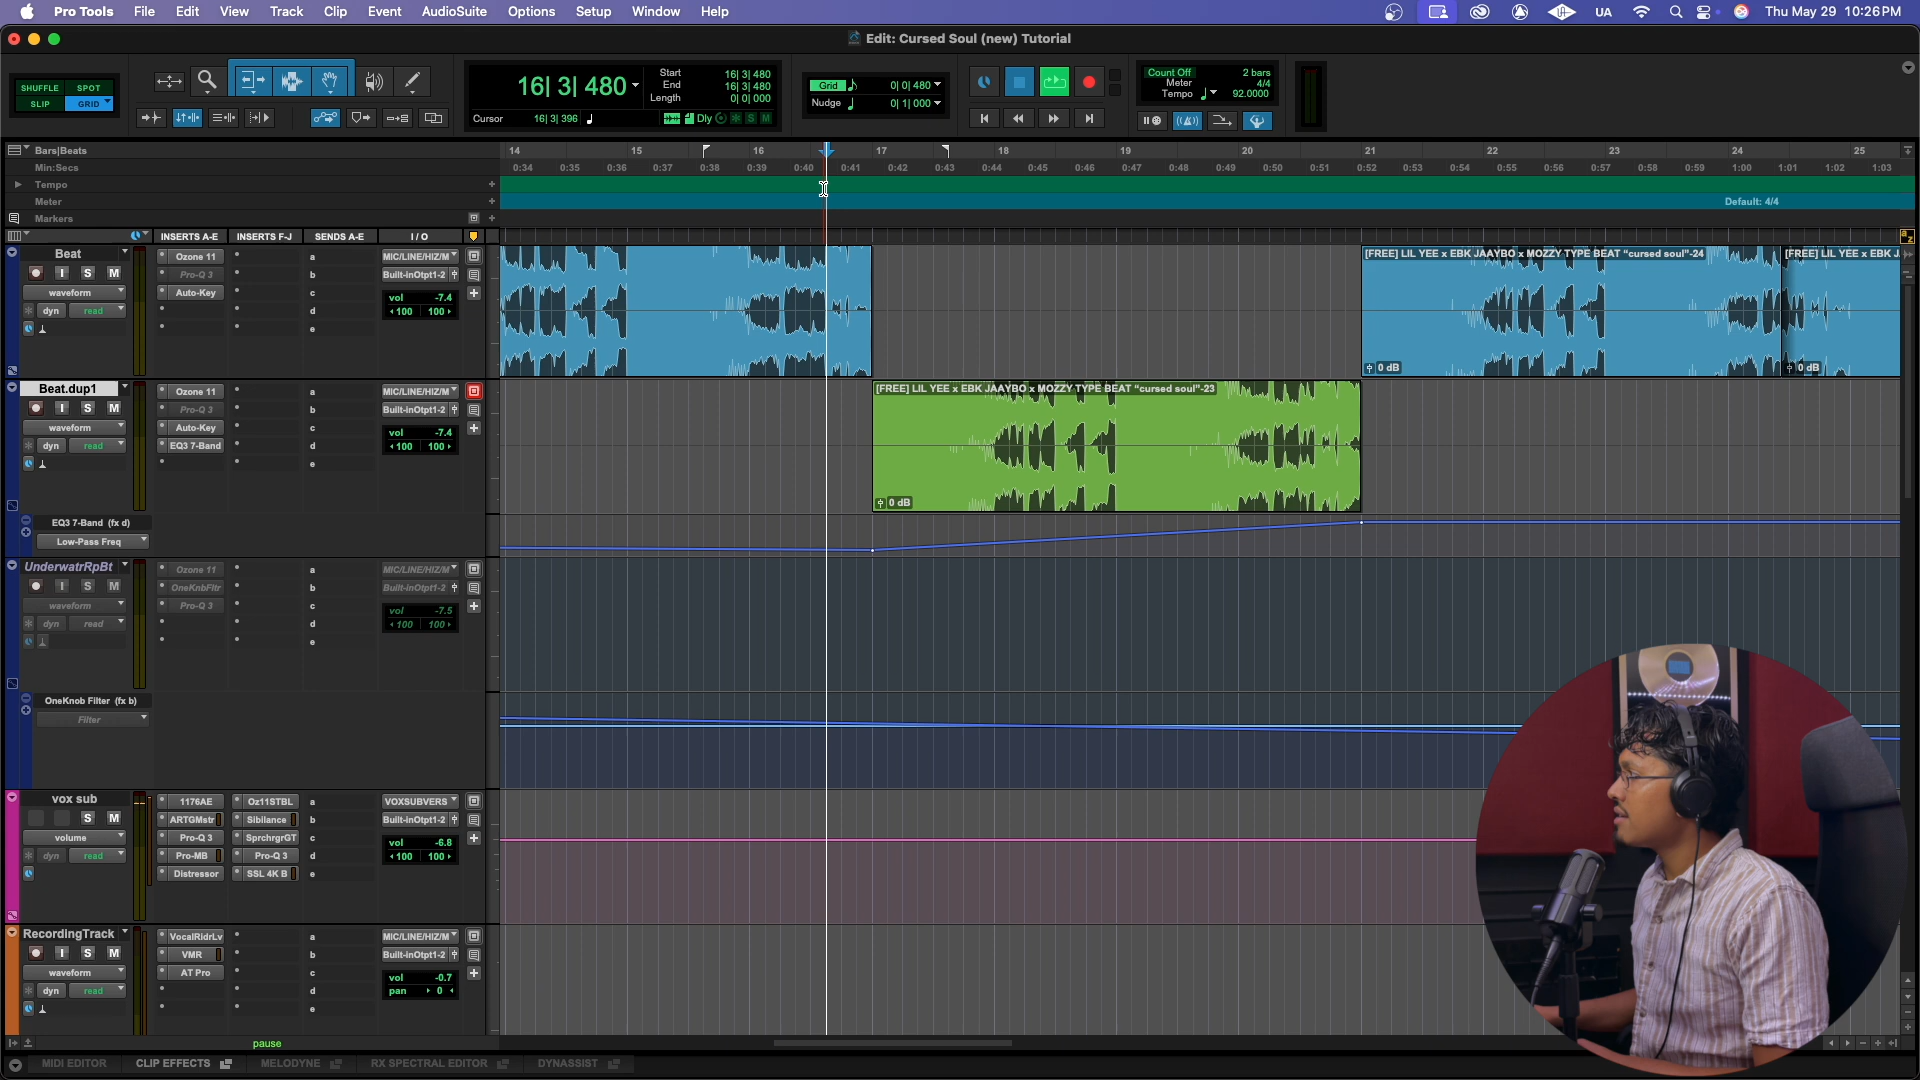 Pro Tools File Edit View Track Clip Event AudioSuite Options Setup Window Help UA Thu May 29 10:26PM
Edit: Cursed Soul (new) Tutorial
SHUFFLE SPOT
SLIP GRID
16| 3| 480
Start 16| 3| 480
End 16| 3| 480
Length 0| 0| 000
Cursor 16| 3| 396 Dly S M
Grid 0| 0| 480
Nudge 0| 1| 000
Count Off 2 bars
Meter 4/4
Tempo 92.0000
Bars|Beats 14 15 16 17 18 19 20 21 22 23 24 25
Min:Secs 0:34 0:35 0:36 0:37 0:38 0:39 0:40 0:41 0:42 0:43 0:44 0:45 0:46 0:47 0:48 0:49 0:50 0:51 0:52 0:53 0:54 0:55 0:56 0:57 0:58 0:59 1:00 1:01 1:02 1:03
Tempo
Meter Default: 4/4
Markers
INSERTS A-E INSERTS F-J SENDS A-E I / O
Beat Ozone 11 a MIC/LINE/HIZ/M
I S M Pro-Q 3 b Built-inOtpt1-2
waveform Auto-Key c vol -7.4
dyn read d 100 100
e
[FREE] LIL YEE x EBK JAAYBO x MOZZY TYPE BEAT "cursed soul"-24 [FREE] LIL YEE x EBK J
0 dB 0 dB
Beat.dup1 Ozone 11 a MIC/LINE/HIZ/M
I S M Pro-Q 3 b Built-inOtpt1-2
waveform Auto-Key c vol -7.4
dyn read EQ3 7-Band d 100 100
e
[FREE] LIL YEE x EBK JAAYBO x MOZZY TYPE BEAT "cursed soul"-23
0 dB
EQ3 7-Band (fx d)
Low-Pass Freq
UnderwatrRpBt Ozone 11 a MIC/LINE/HIZ/M
I S M OneKnbFltr b Built-inOtpt1-2
waveform Pro-Q 3 c vol -7.5
dyn read d 100 100
e
OneKnob Filter (fx b)
Filter
vox sub 1176AE Oz11STBL a VOXSUBVERS
S M ARTGMstr Sibilance b Built-inOtpt1-2
volume Pro-Q 3 SprchrgrGT c vol -6.8
dyn read Pro-MB Pro-Q 3 d 100 100
Distressor SSL 4K B e
RecordingTrack VocalRidrLv a MIC/LINE/HIZ/M
I S M VMR b Built-inOtpt1-2
waveform AT Pro c vol -0.7
dyn read d pan 0
e
pause
MIDI EDITOR CLIP EFFECTS MELODYNE RX SPECTRAL EDITOR DYNASSIST